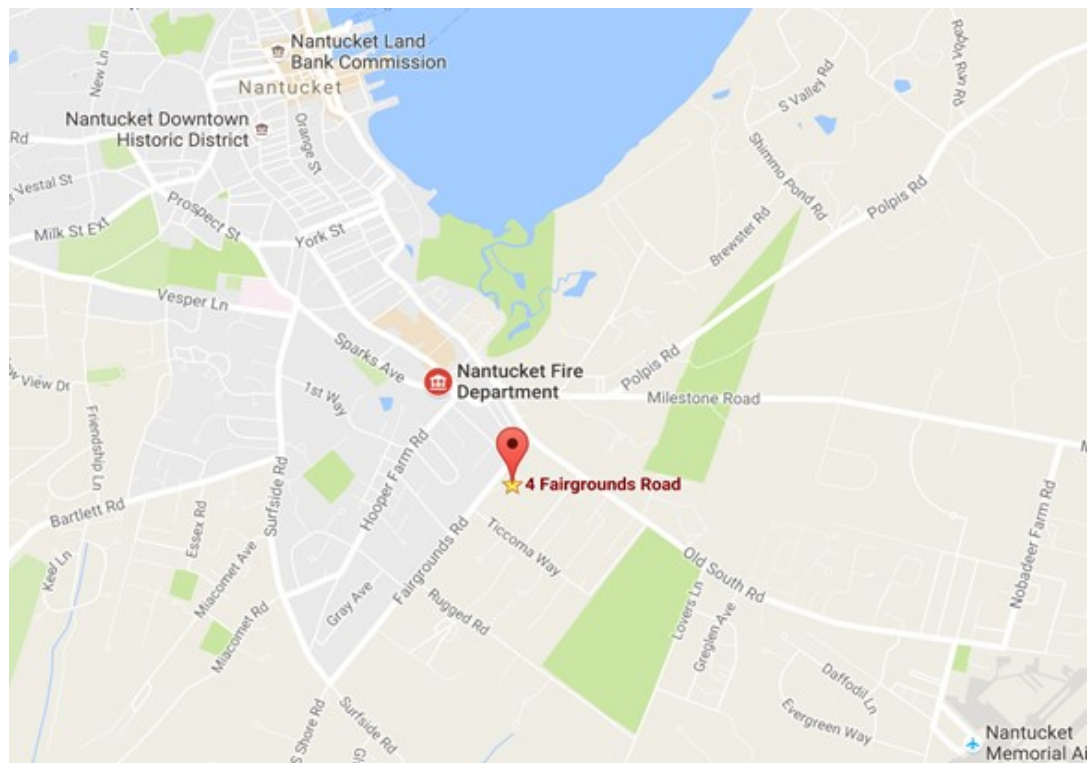 Nantucket Land
Bank Commission
Nantucket
New Ln
Nantucket Downtown
Historic District
Rd
Orange St
S Valley Rd
Run Rd
Shimmo Pond Rd
Polpis Rd
Vestal St
Prospect St
Milk St Ext
York St
Brewster Rd
Vesper Ln
Sparks Ave
Polpis Rd
Nantucket Fire
Department
Milestone Road
View Dr
1st Way
Friendship Ln
Hooper Farm Rd
Surfside Rd
4 Fairgrounds Road
Bartlett Rd
Essex Rd
Ticcoma Way
Old South Rd
Nobadeer Farm Rd
Keel Ln
Miacomet Ave
Fairgrounds Rd
Gray Ave
Rugged Rd
Lovers Ln
Greglen Ave
Miacomet Rd
Daffodil Ln
Evergreen Way
S Shore Rd
Surfside Rd
Nantucket
Memorial Ai